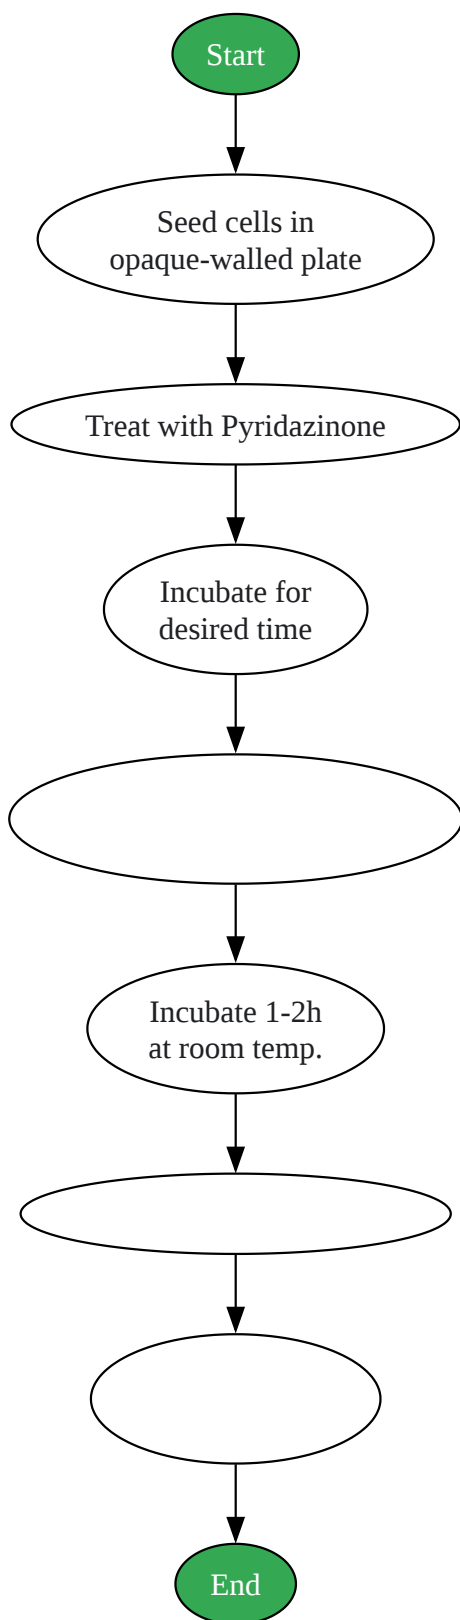 Start
Seed cells in
opaque-walled plate
Treat with Pyridazinone
Incubate for
desired time
Incubate 1-2h
at room temp.
End